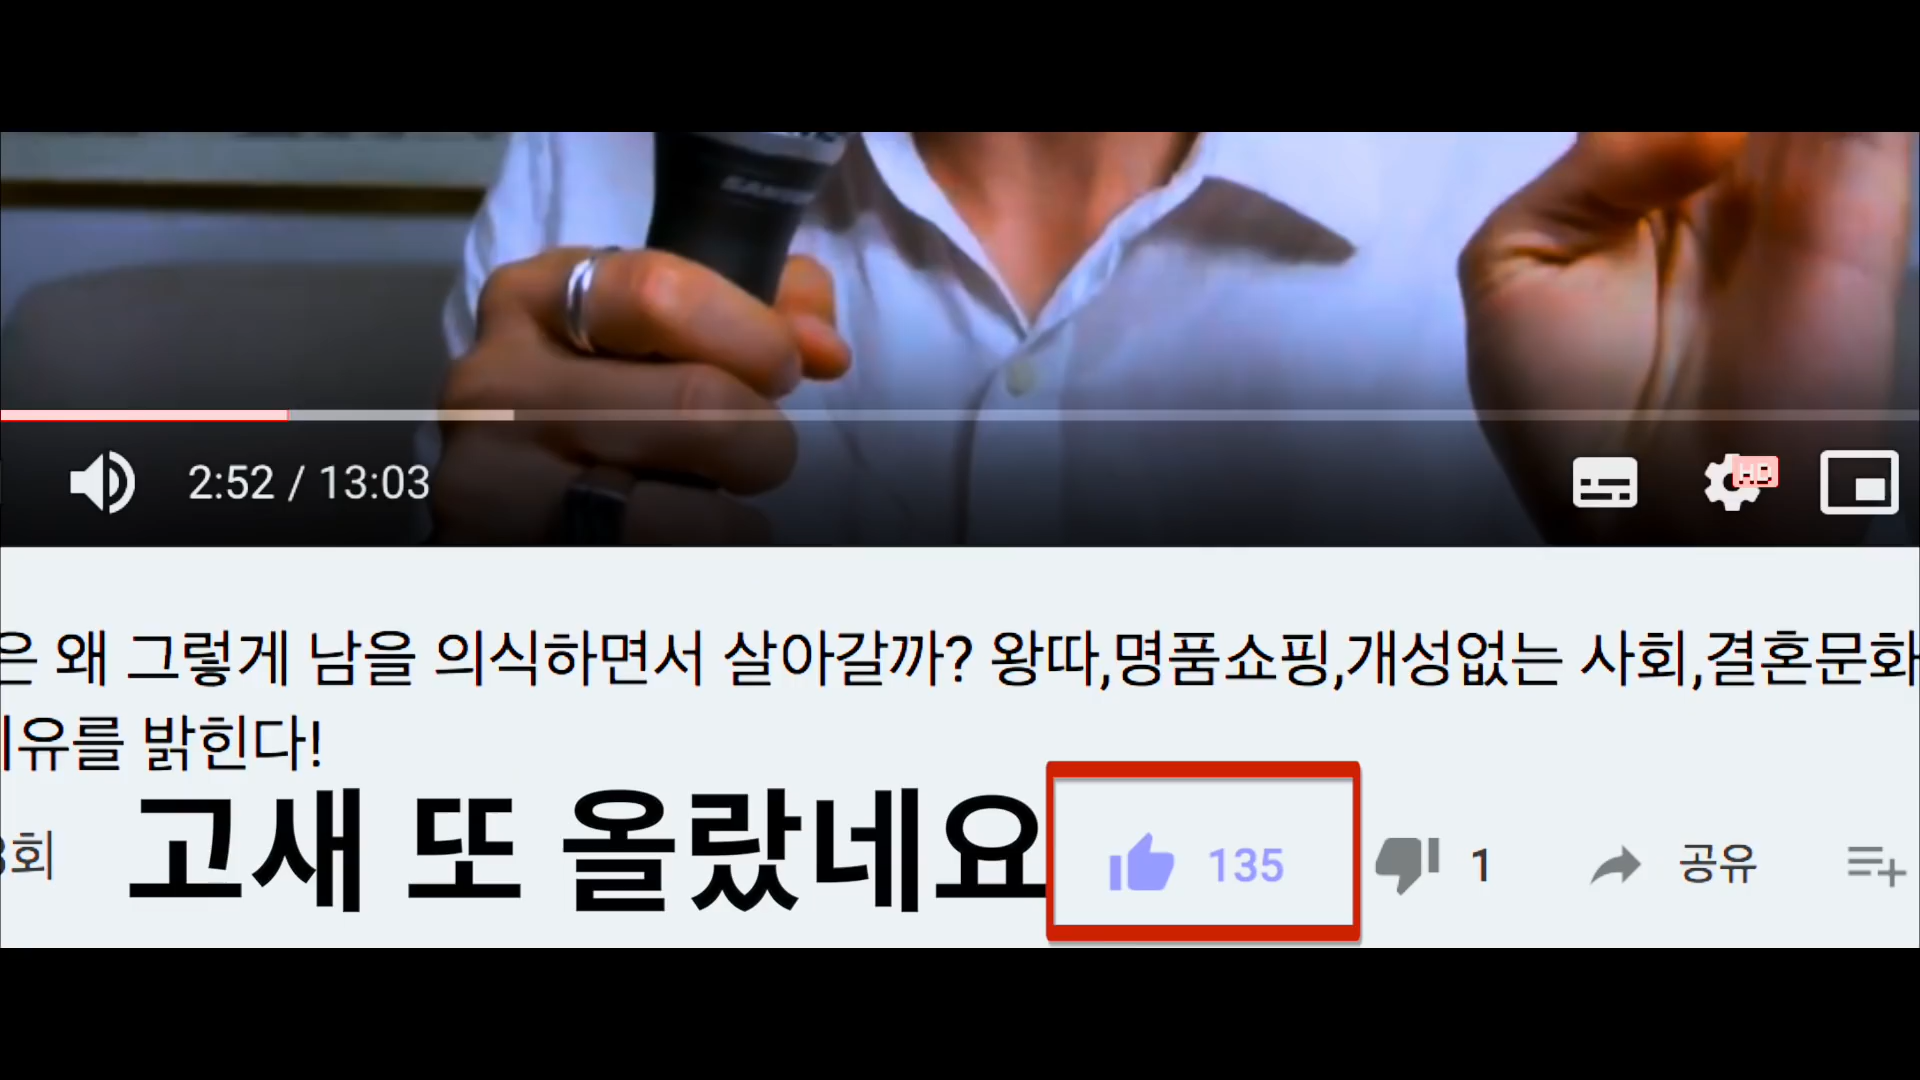 2:52 / 13:03
HD
은 왜 그렇게 남을 의식하면서 살아갈까? 왕따,명품쇼핑,개성없는 사회,결혼문화
유를 밝힌다!
회 고새 또 올랐네요 135 1 공유